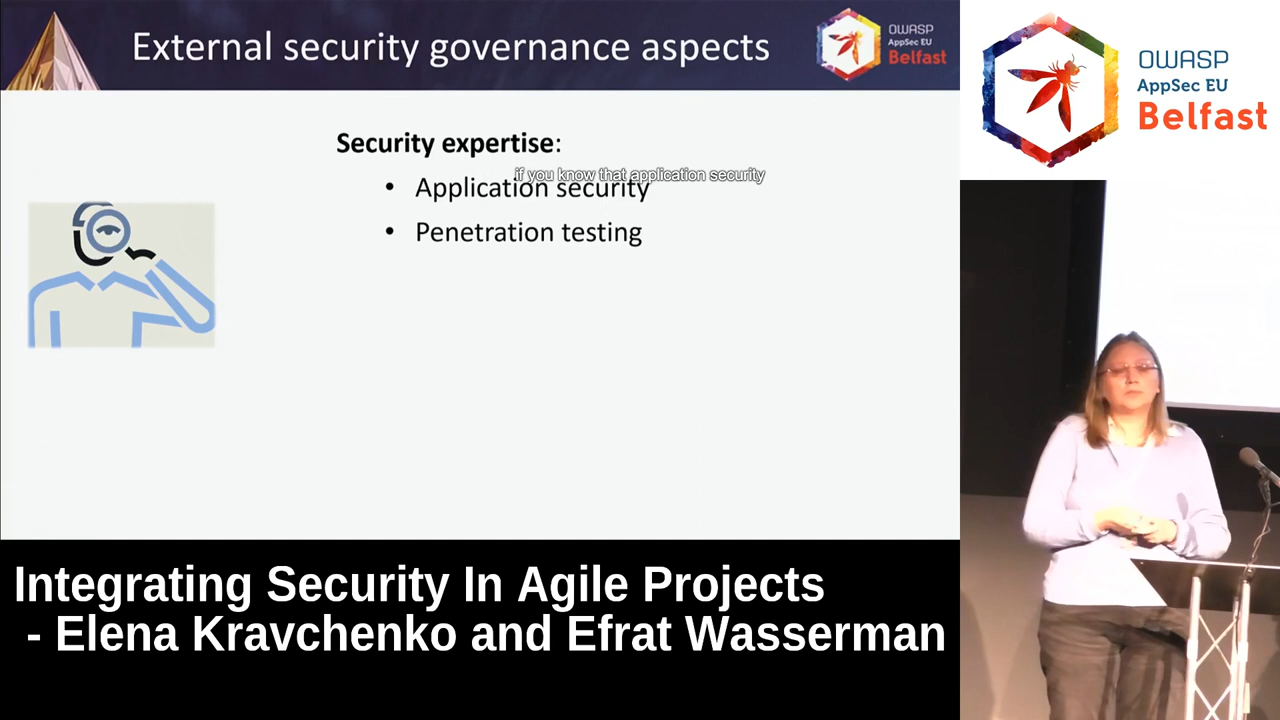 External security governance aspects
OWASP
AppSec EU
Belfast
Security expertise:
if you know that application security
• Application security
• Penetration testing
OWASP
AppSec EU
Belfast
Integrating Security In Agile Projects
- Elena Kravchenko and Efrat Wasserman